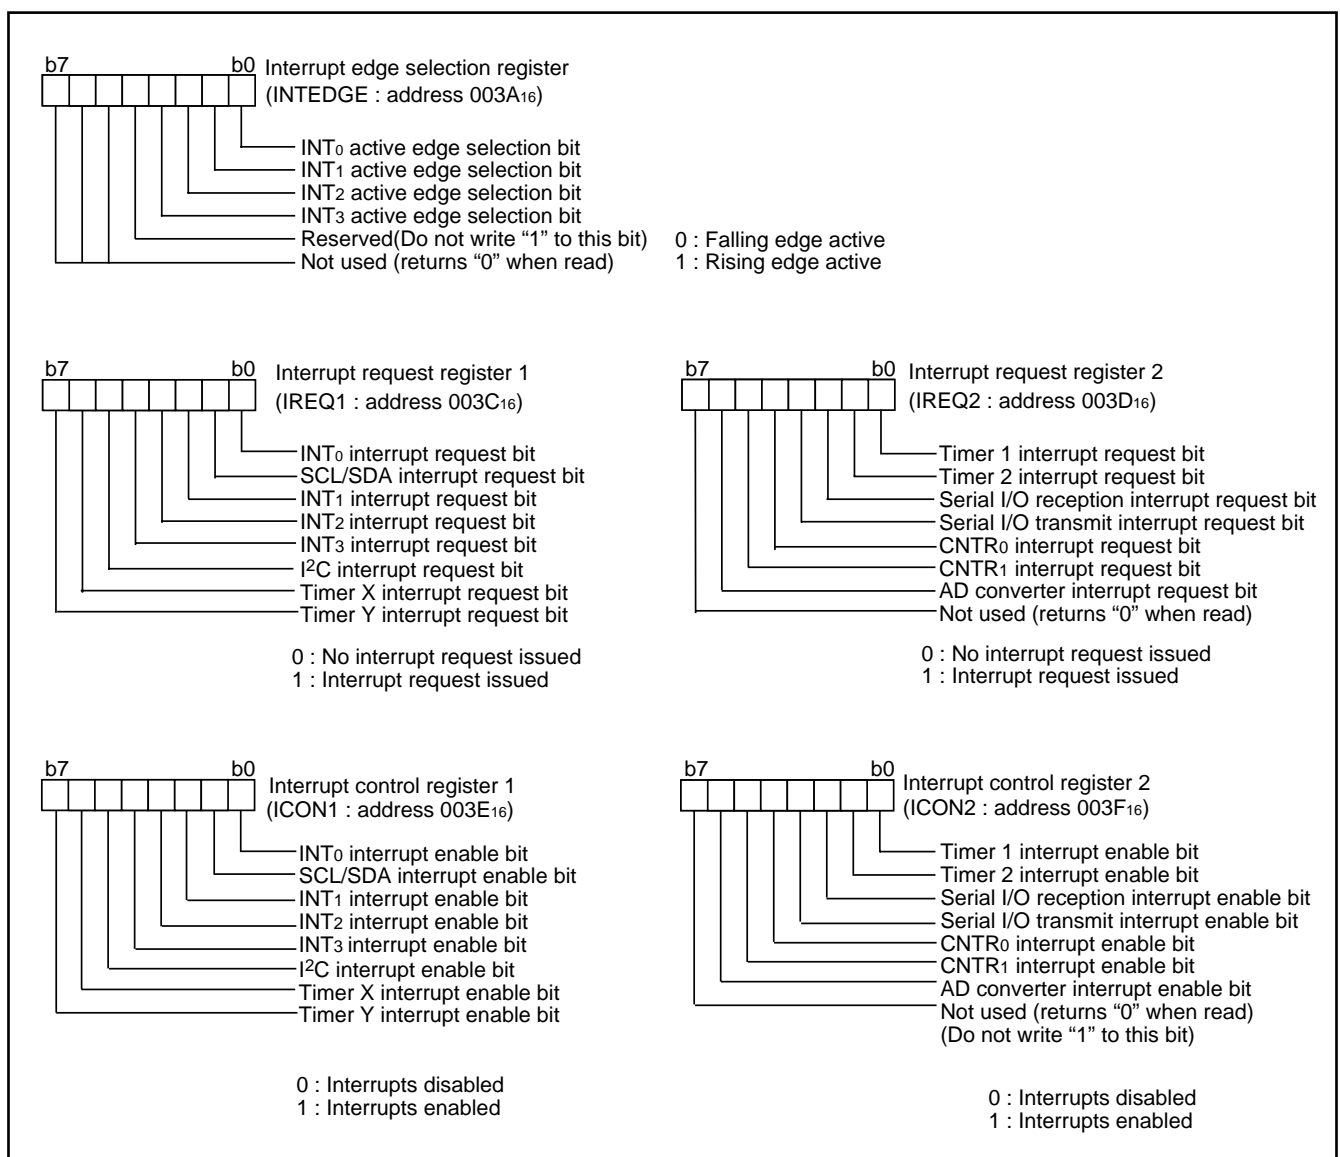 b7 b0 Interrupt edge selection register
(INTEDGE : address 003A16)
INT0 active edge selection bit
INT1 active edge selection bit
INT2 active edge selection bit
INT3 active edge selection bit
Reserved(Do not write “1” to this bit)
Not used (returns “0” when read)
0 : Falling edge active
1 : Rising edge active
b7 b0 Interrupt request register 1
(IREQ1 : address 003C16)
INT0 interrupt request bit
SCL/SDA interrupt request bit
INT1 interrupt request bit
INT2 interrupt request bit
INT3 interrupt request bit
I2C interrupt request bit
Timer X interrupt request bit
Timer Y interrupt request bit
0 : No interrupt request issued
1 : Interrupt request issued
b7 b0 Interrupt request register 2
(IREQ2 : address 003D16)
Timer 1 interrupt request bit
Timer 2 interrupt request bit
Serial I/O reception interrupt request bit
Serial I/O transmit interrupt request bit
CNTR0 interrupt request bit
CNTR1 interrupt request bit
AD converter interrupt request bit
Not used (returns “0” when read)
0 : No interrupt request issued
1 : Interrupt request issued
b7 b0 Interrupt control register 1
(ICON1 : address 003E16)
INT0 interrupt enable bit
SCL/SDA interrupt enable bit
INT1 interrupt enable bit
INT2 interrupt enable bit
INT3 interrupt enable bit
I2C interrupt enable bit
Timer X interrupt enable bit
Timer Y interrupt enable bit
0 : Interrupts disabled
1 : Interrupts enabled
b7 b0 Interrupt control register 2
(ICON2 : address 003F16)
Timer 1 interrupt enable bit
Timer 2 interrupt enable bit
Serial I/O reception interrupt enable bit
Serial I/O transmit interrupt enable bit
CNTR0 interrupt enable bit
CNTR1 interrupt enable bit
AD converter interrupt enable bit
Not used (returns “0” when read)
(Do not write “1” to this bit)
0 : Interrupts disabled
1 : Interrupts enabled